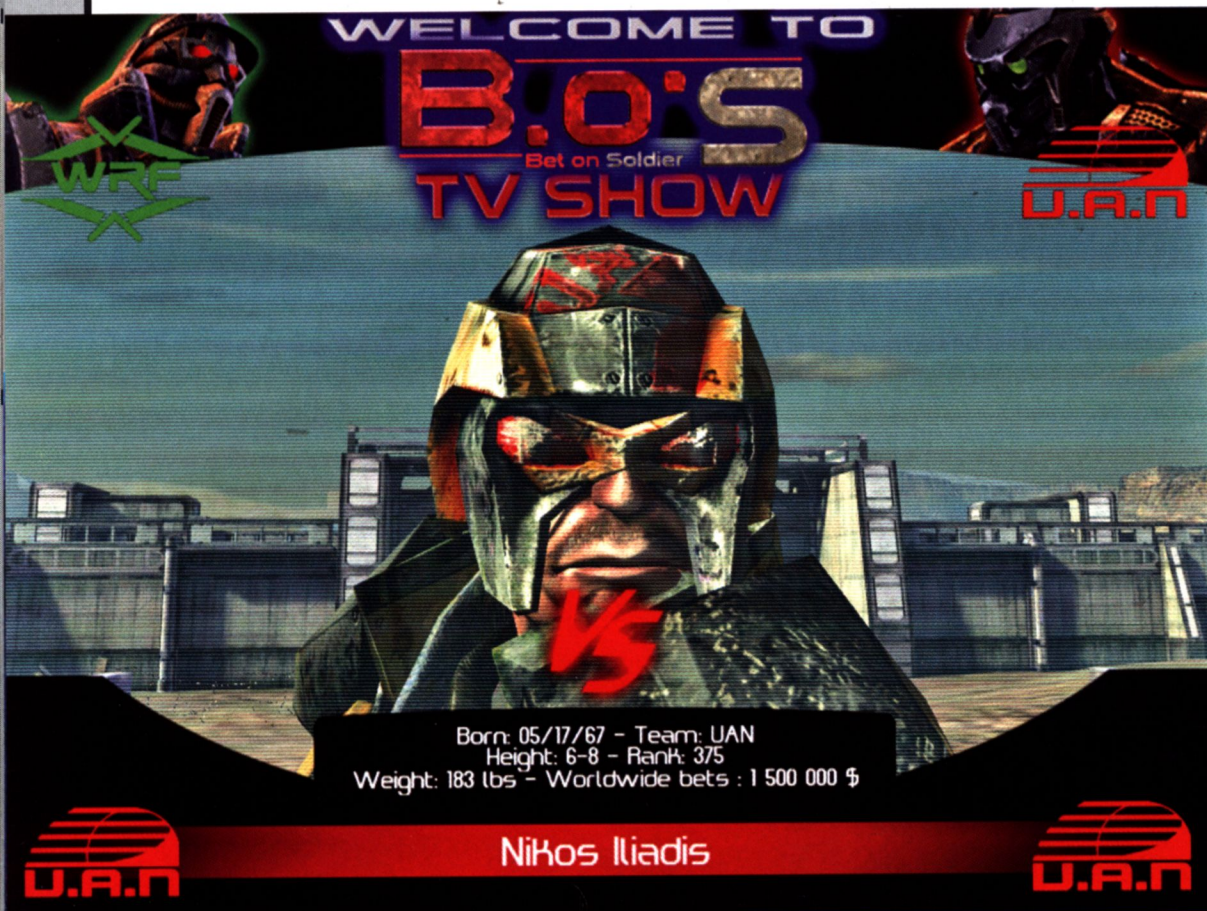 WELCOME TO
B.O.S
Bet on Soldier
TV SHOW
WRF
U.A.N
VS
Born: 05/17/67 - Team: UAN
Height: 6-8 - Rank: 375
Weight: 183 lbs - Worldwide bets : 1 500 000 $
Nikos Iliadis
U.A.N
U.A.N